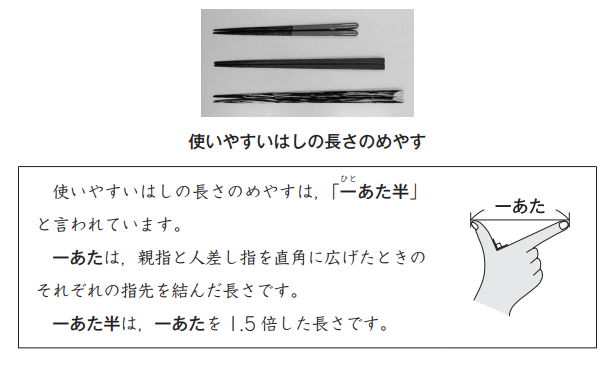 使いやすいはしの長さのめやす
使いやすいはしの長さのめやすは，「一あた半」
ひと
と言われています。
一あたは，親指と人差し指を直角に広げたときの
それぞれの指先を結んだ長さです。
一あた半は，一あたを1.5倍した長さです。
一あた